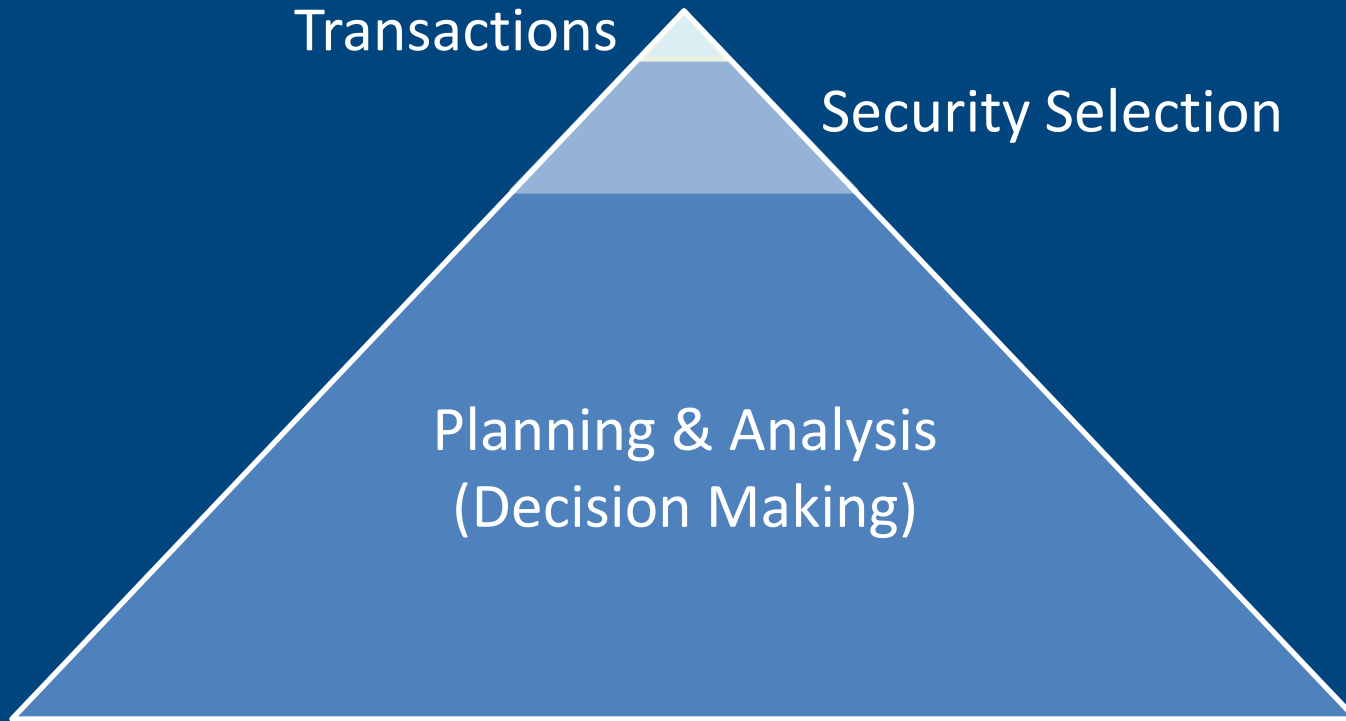 Transactions
Security Selection
Planning & Analysis
(Decision Making)